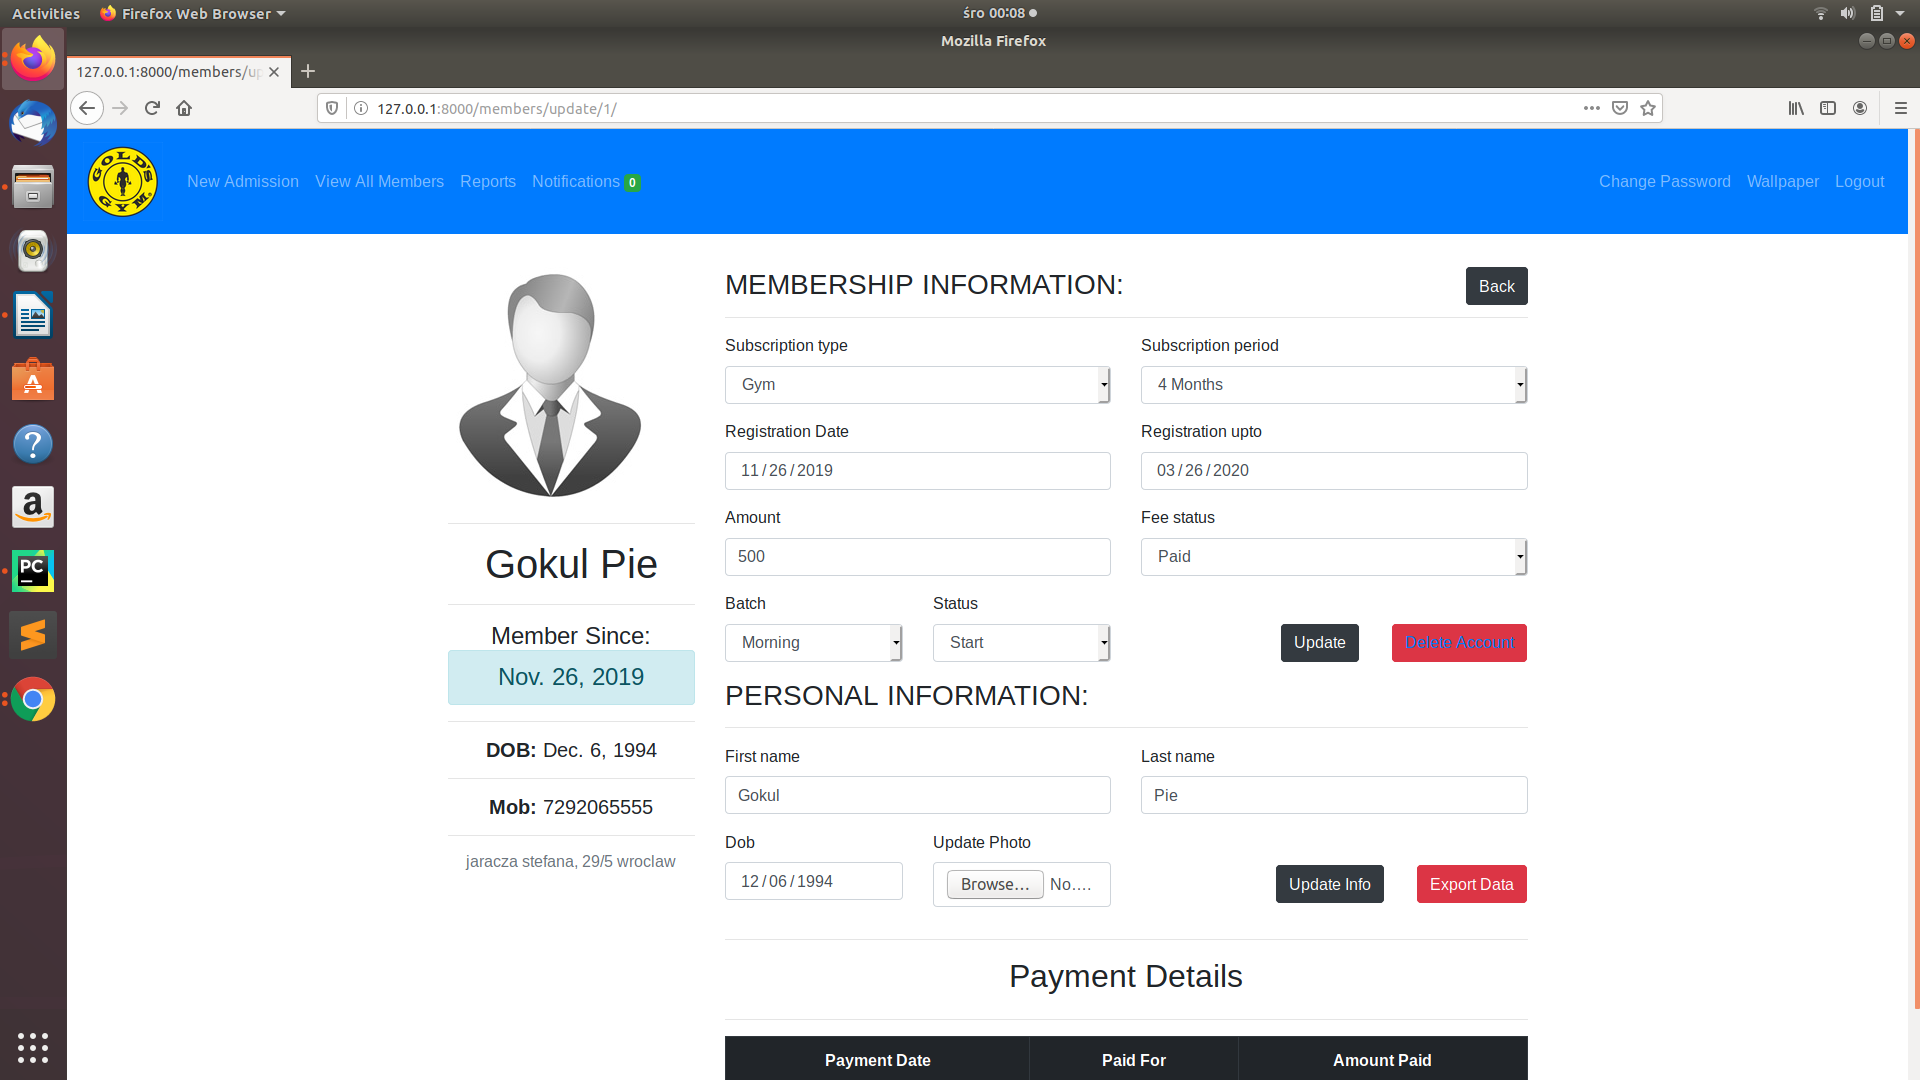 Activities Firefox Web Browser śro 00:08
Mozilla Firefox
127.0.0.1:8000/members/up
127.0.0.1:8000/members/update/1/
GOLD'S GYM New Admission View All Members Reports Notifications 0 Change Password Wallpaper Logout
MEMBERSHIP INFORMATION: Back
Subscription type Subscription period
Gym 4 Months
Registration Date Registration upto
11/26/2019 03/26/2020
Amount Fee status
500 Paid
Batch Status
Morning Start Update Delete Account
Gokul Pie
Member Since:
Nov. 26, 2019
DOB: Dec. 6, 1994
Mob: 7292065555
jaracza stefana, 29/5 wroclaw
PERSONAL INFORMATION:
First name Last name
Gokul Pie
Dob Update Photo
12/06/1994 Browse... No.... Update Info Export Data
Payment Details
Payment Date Paid For Amount Paid